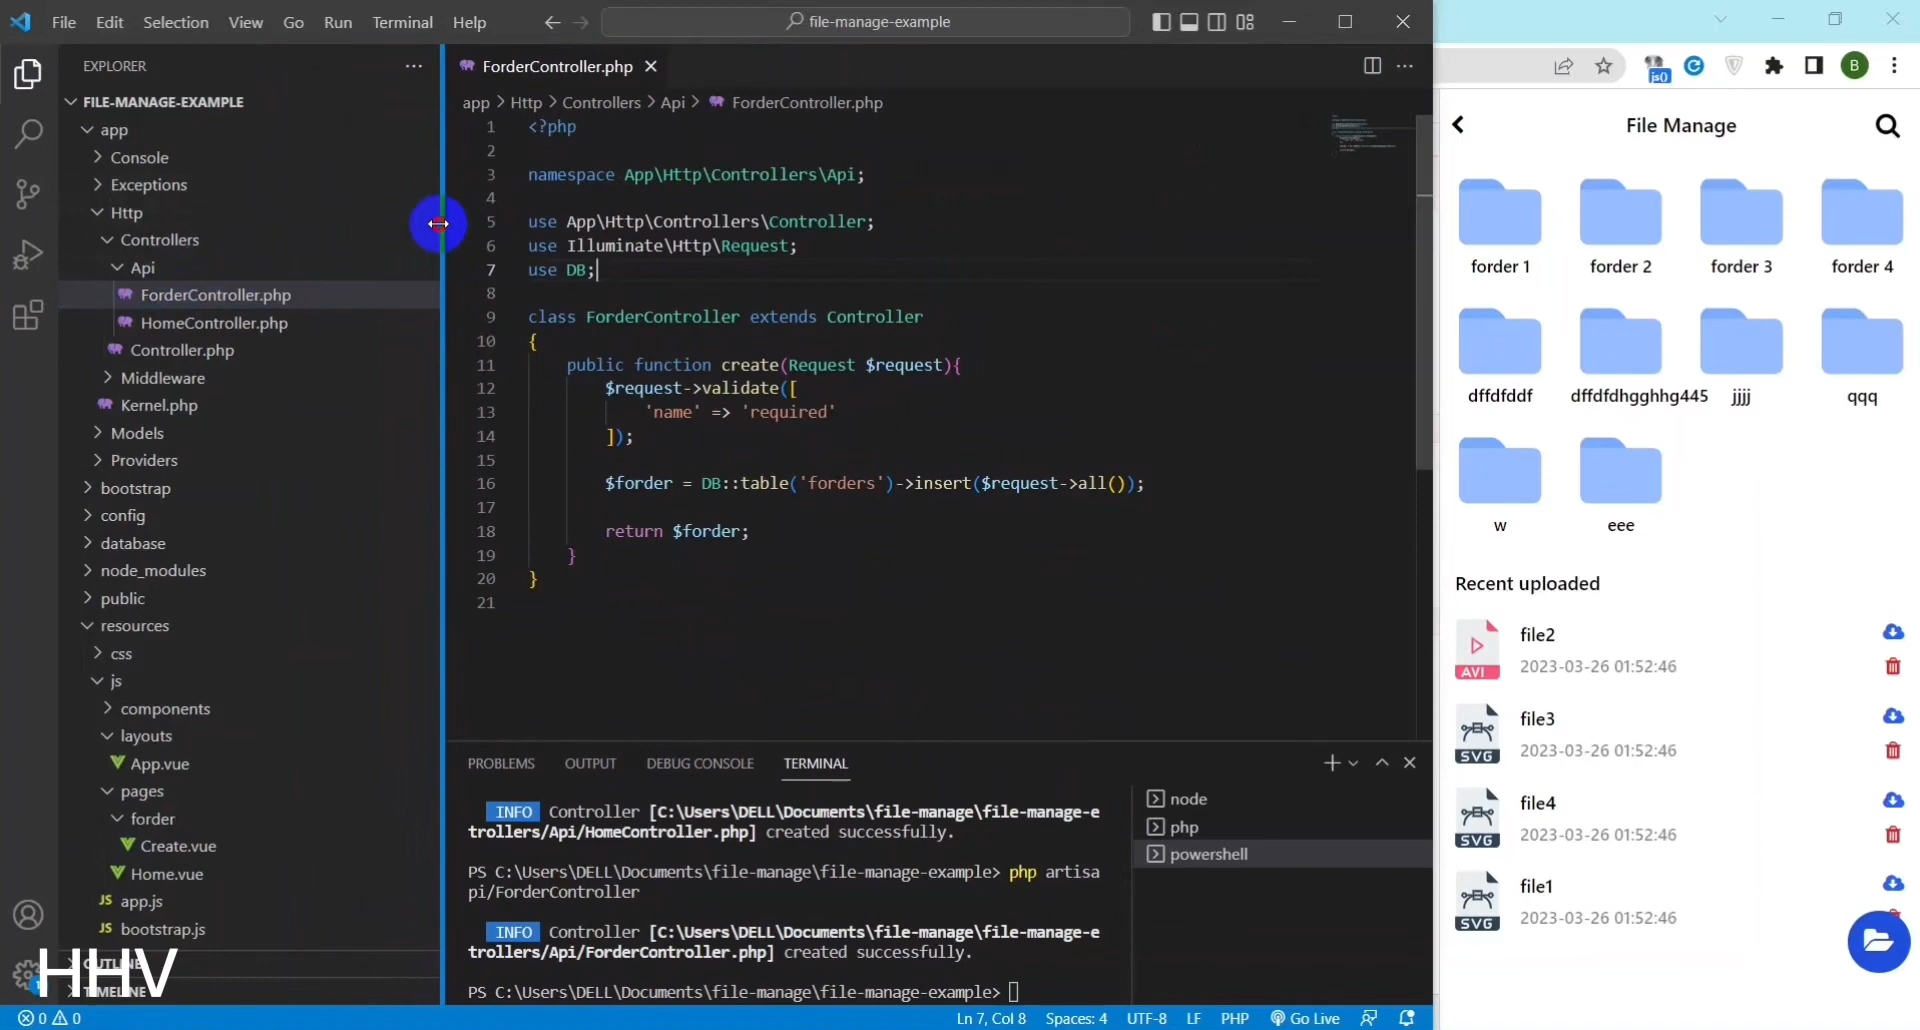 File Edit Selection View Go Run Terminal Help
file-manage-example
EXPLORER
FILE-MANAGE-EXAMPLE
app
Console
Exceptions
Http
Controllers
Api
ForderController.php
HomeController.php
Controller.php
Middleware
Kernel.php
Models
Providers
bootstrap
config
database
node_modules
public
resources
css
js
components
layouts
App.vue
pages
forder
Create.vue
Home.vue
JS app.js
JS bootstrap.js
OUTLINE
TIMELINE
HHV
ForderController.php
app > Http > Controllers > Api > ForderController.php
1 <?php
2
3 namespace App\Http\Controllers\Api;
4
5 use App\Http\Controllers\Controller;
6 use Illuminate\Http\Request;
7 use DB;
8
9 class ForderController extends Controller
10 {
11 public function create(Request $request){
12 $request->validate([
13 'name' => 'required'
14 ]);
15
16 $forder = DB::table('forders')->insert($request->all());
17
18 return $forder;
19 }
20 }
21
PROBLEMS OUTPUT DEBUG CONSOLE TERMINAL
INFO Controller [C:\Users\DELL\Documents\file-manage\file-manage-e
trollers/Api/HomeController.php] created successfully.
PS C:\Users\DELL\Documents\file-manage\file-manage-example> php artisa
pi/ForderController
INFO Controller [C:\Users\DELL\Documents\file-manage\file-manage-e
trollers/Api/ForderController.php] created successfully.
PS C:\Users\DELL\Documents\file-manage\file-manage-example>
node
php
powershell
0 0
Ln 7, Col 8 Spaces: 4 UTF-8 LF PHP Go Live
js()
B
File Manage
forder 1 forder 2 forder 3 forder 4
dffdfddf dffdfdhgghhg445 jjjj qqq
w eee
Recent uploaded
AVI
file2
2023-03-26 01:52:46
SVG
file3
2023-03-26 01:52:46
SVG
file4
2023-03-26 01:52:46
SVG
file1
2023-03-26 01:52:46